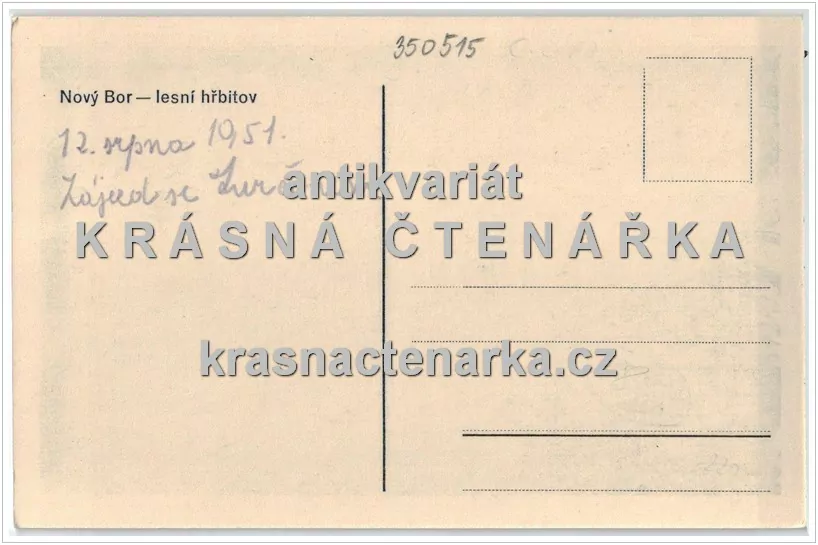 350515
Nový Bor — lesní hřbitov
12. srpna 1951.
Zájezd se
antikvariát
KRÁSNÁ ČTENÁŘKA
krasnactenarka.cz